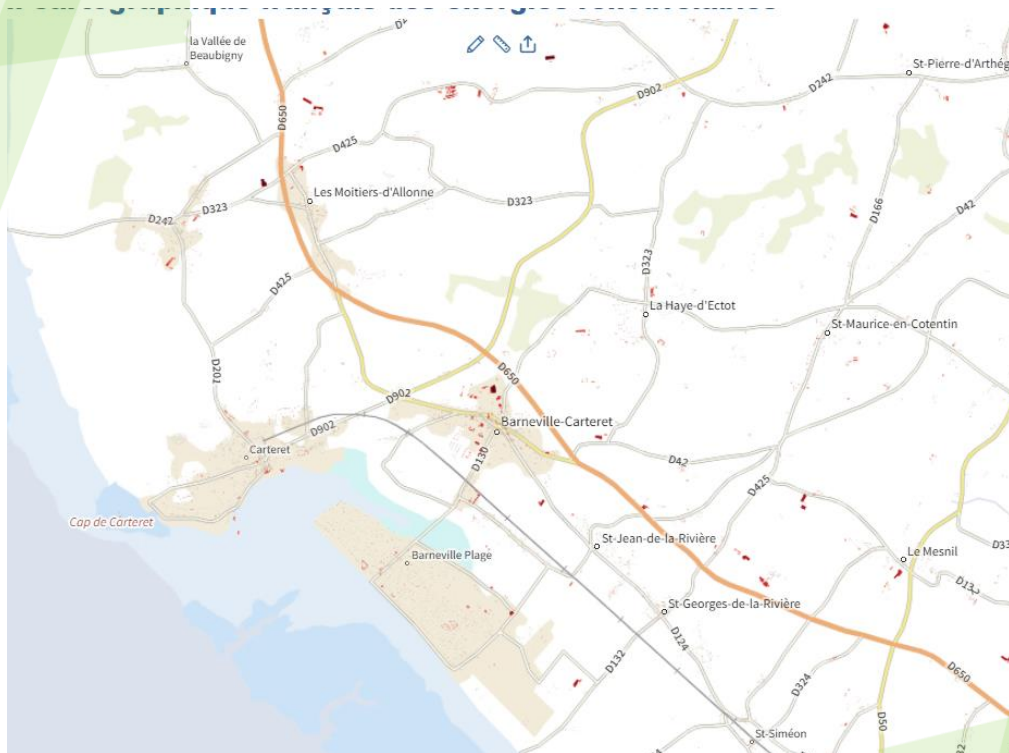 la Vallée de
Beaubigny
St-Pierre-d'Arthég
D242
D902
D650
D425
Les Moitiers-d'Allonne
D323
D323
D242
D166
D42
D425
D323
La Haye-d'Ectot
St-Maurice-en-Cotentin
D201
D650
D902
Barneville-Carteret
D902
Carteret
D130
D42
D425
Cap de Carteret
St-Jean-de-la-Rivière
Barneville Plage
Le Mesnil
D33
D132
St-Georges-de-la-Rivière
D124
D132
D324
D650
D50
St-Siméon